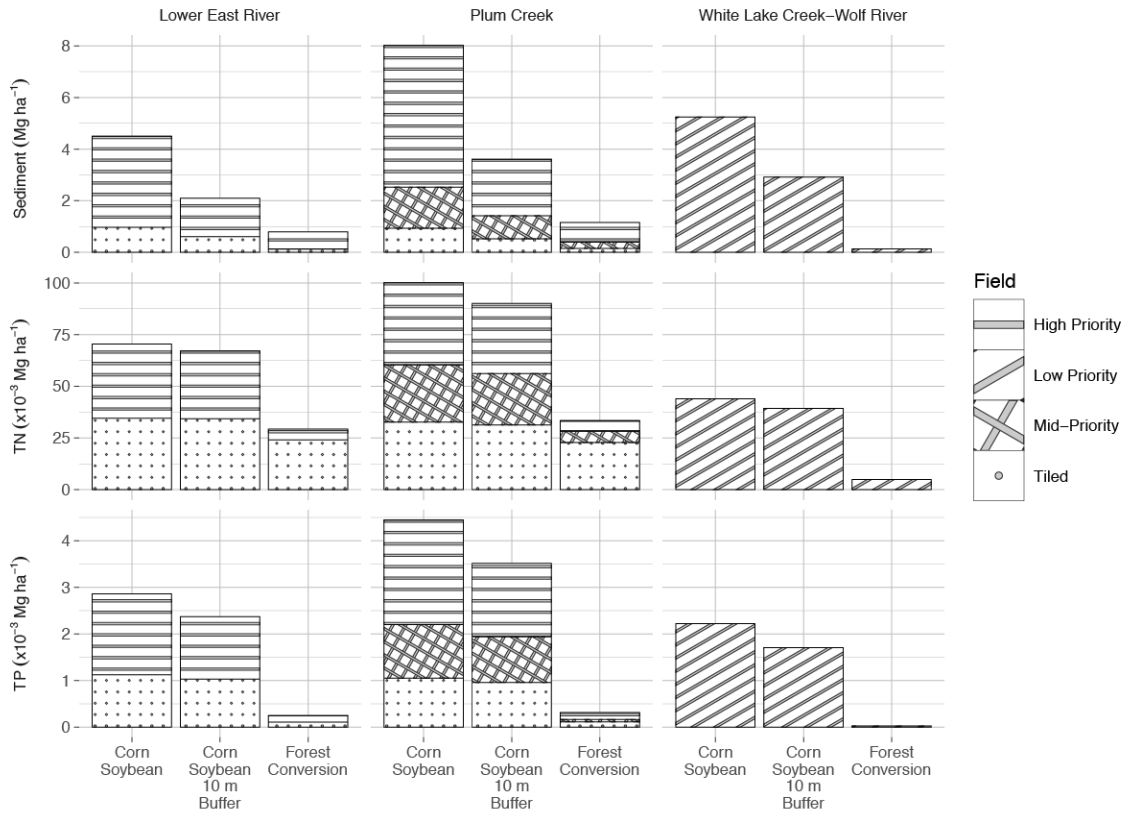 Lower East River
Plum Creek
White Lake Creek−Wolf River
Sediment (Mg ha⁻¹)
8
6
4
2
0
TN (x10⁻³ Mg ha⁻¹)
100
75
50
25
0
TP (x10⁻³ Mg ha⁻¹)
4
3
2
1
0
Corn
Soybean
Corn
Soybean
10 m
Buffer
Forest
Conversion
Corn
Soybean
Corn
Soybean
10 m
Buffer
Forest
Conversion
Corn
Soybean
Corn
Soybean
10 m
Buffer
Forest
Conversion
Field
High Priority
Low Priority
Mid−Priority
Tiled